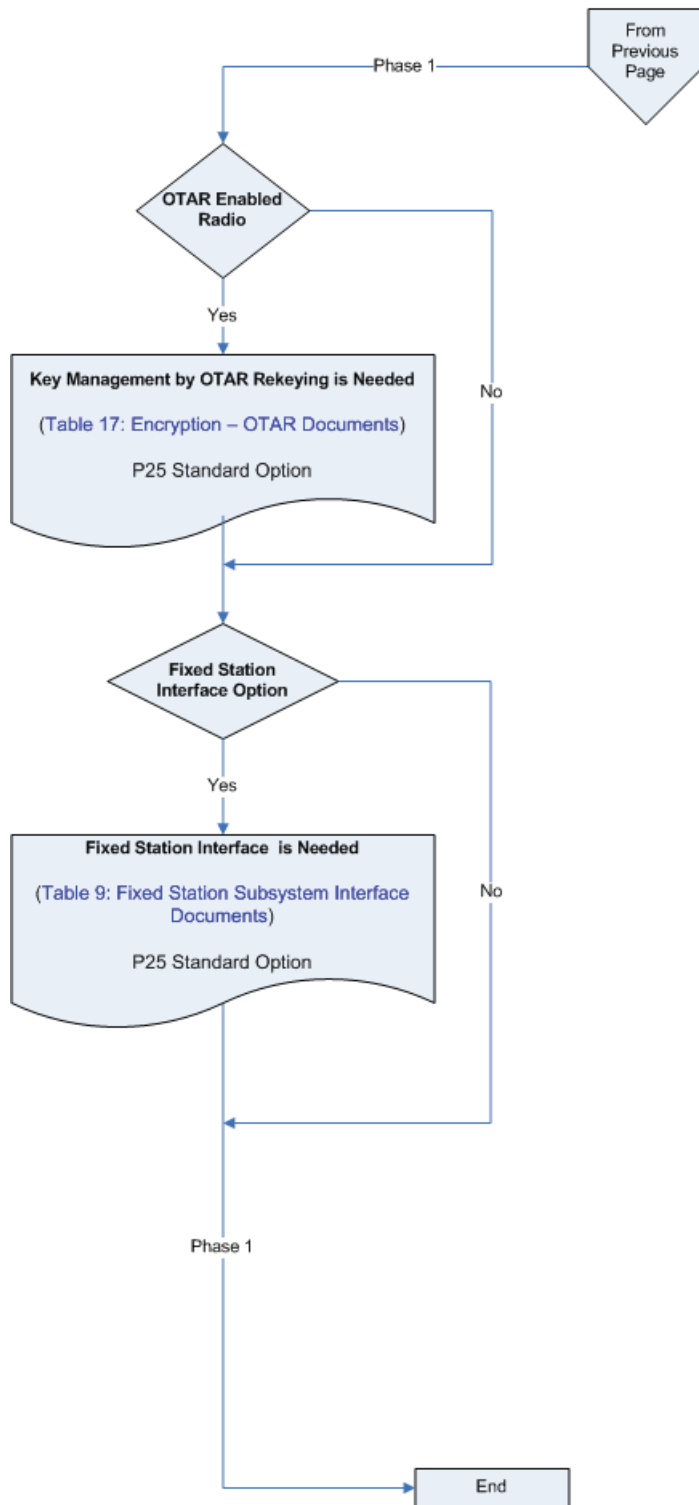 From
Previous
Page
Phase 1
OTAR Enabled
Radio
Yes
Key Management by OTAR Rekeying is Needed
(Table 17: Encryption – OTAR Documents)
P25 Standard Option
No
Fixed Station
Interface Option
Yes
Fixed Station Interface is Needed
(Table 9: Fixed Station Subsystem Interface
Documents)
P25 Standard Option
No
Phase 1
End